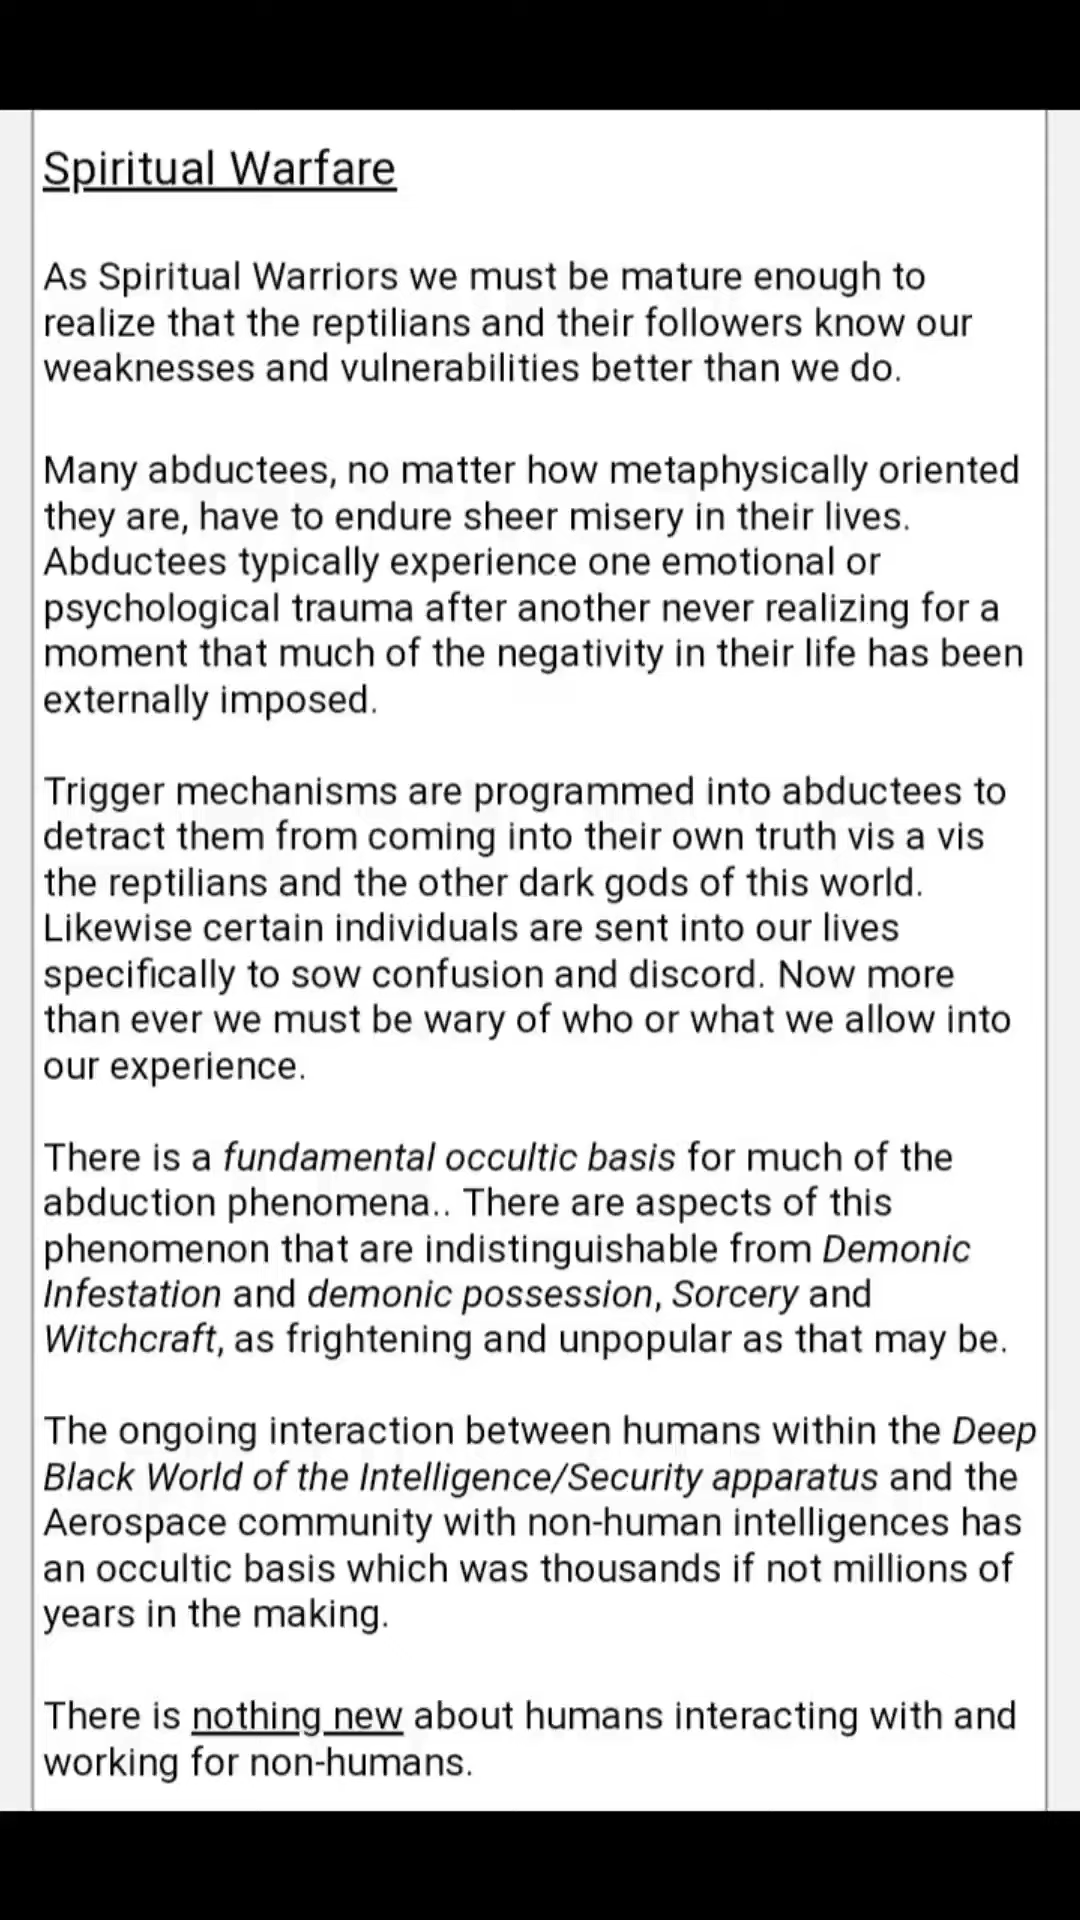 Spiritual Warfare
As Spiritual Warriors we must be mature enough to
realize that the reptilians and their followers know our
weaknesses and vulnerabilities better than we do.
Many abductees, no matter how metaphysically oriented
they are, have to endure sheer misery in their lives.
Abductees typically experience one emotional or
psychological trauma after another never realizing for a
moment that much of the negativity in their life has been
externally imposed.
Trigger mechanisms are programmed into abductees to
detract them from coming into their own truth vis a vis
the reptilians and the other dark gods of this world.
Likewise certain individuals are sent into our lives
specifically to sow confusion and discord. Now more
than ever we must be wary of who or what we allow into
our experience.
There is a fundamental occultic basis for much of the
abduction phenomena.. There are aspects of this
phenomenon that are indistinguishable from Demonic
Infestation and demonic possession, Sorcery and
Witchcraft, as frightening and unpopular as that may be.
The ongoing interaction between humans within the Deep
Black World of the Intelligence/Security apparatus and the
Aerospace community with non-human intelligences has
an occultic basis which was thousands if not millions of
years in the making.
There is nothing new about humans interacting with and
working for non-humans.